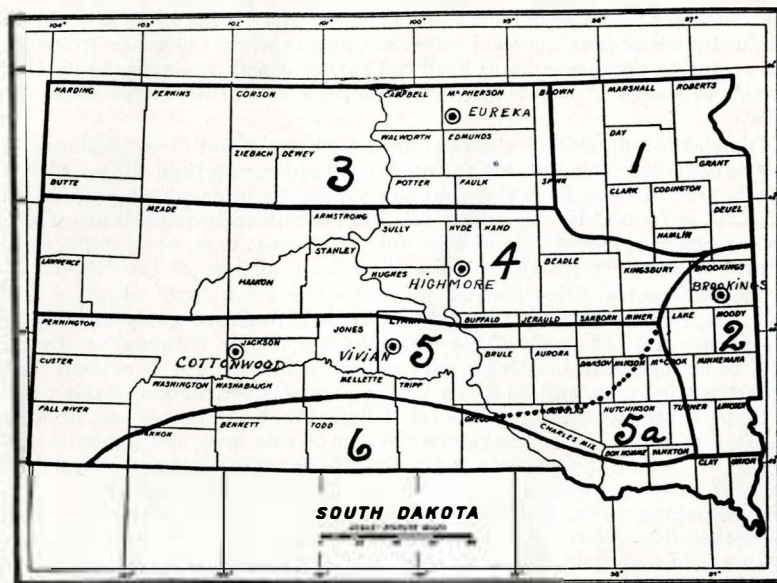 104° 103° 102° 101° 100° 99° 98° 97°
HARDING PERKINS CORSON CAMPBELL McPHERSON BROWN MARSHALL ROBERTS
EUREKA
DAY 1
WALWORTH EDMUNDS
ZIEBACH DEWEY 3 GRANT
BUTTE POTTER FAULK SPINK CLARK CODINGTON
MEADE ARMSTRONG SULLY HYDE HAND DEUEL
HAMLIN
STANLEY 4 BEADLE
LAWRENCE KINGSBURY BROOKINGS
HAAKON HUGHES HIGHMORE BROOKINGS
PENNINGTON JONES LYMAN BUFFALO JERAULD SANBORN MINER LAKE MOODY
JACKSON 5 2
COTTONWOOD VIVIAN BRULE AURORA
CUSTER DAVISON HANSON McCOOK MINNEHAHA
WASHINGTON WASHABAUGH MELLETTE TRIPP
FALL RIVER GREGORY DOUGLAS HUTCHINSON TURNER LINCOLN
SHANNON BENNETT TODD CHARLES MIX 5a
6 BON HOMME YANKTON
CLAY UNION
SOUTH DAKOTA